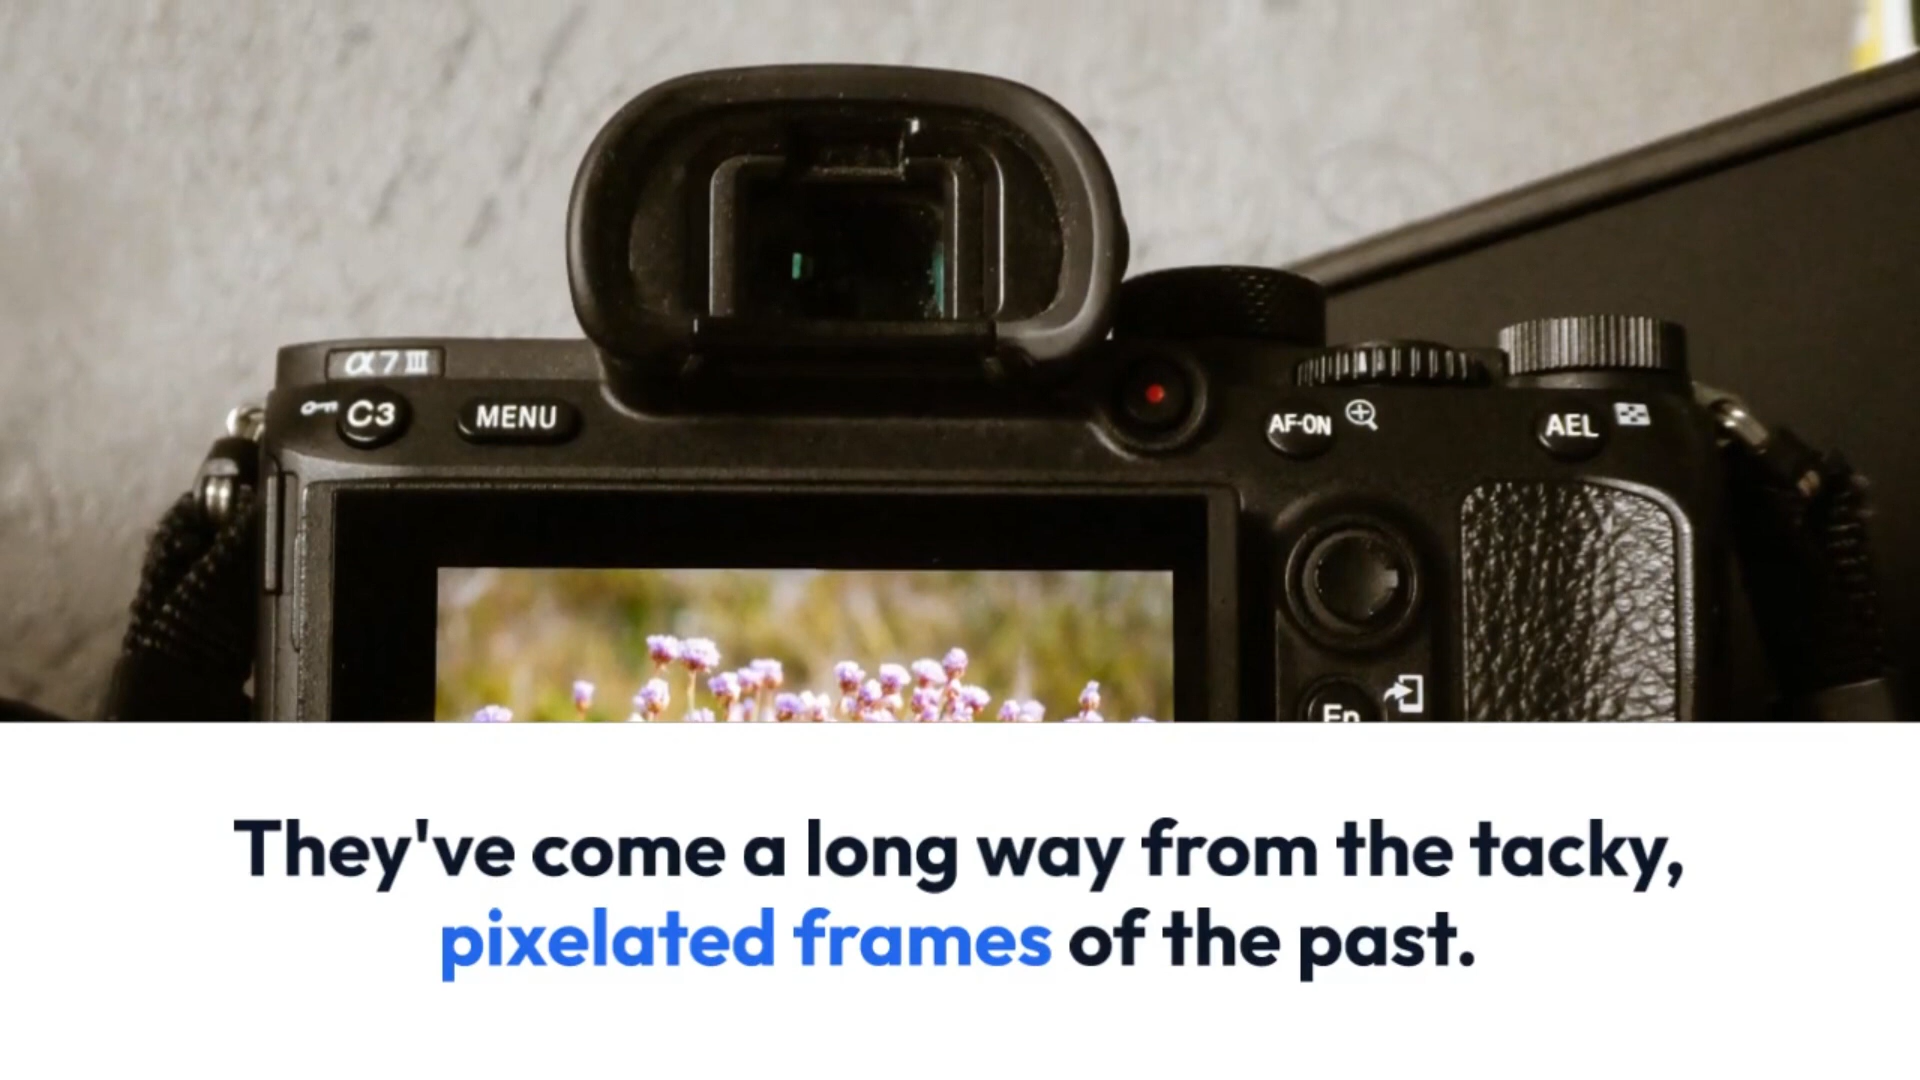 α7III
C3
MENU
AF-ON
AEL
Fn
They've come a long way from the tacky,
pixelated frames of the past.